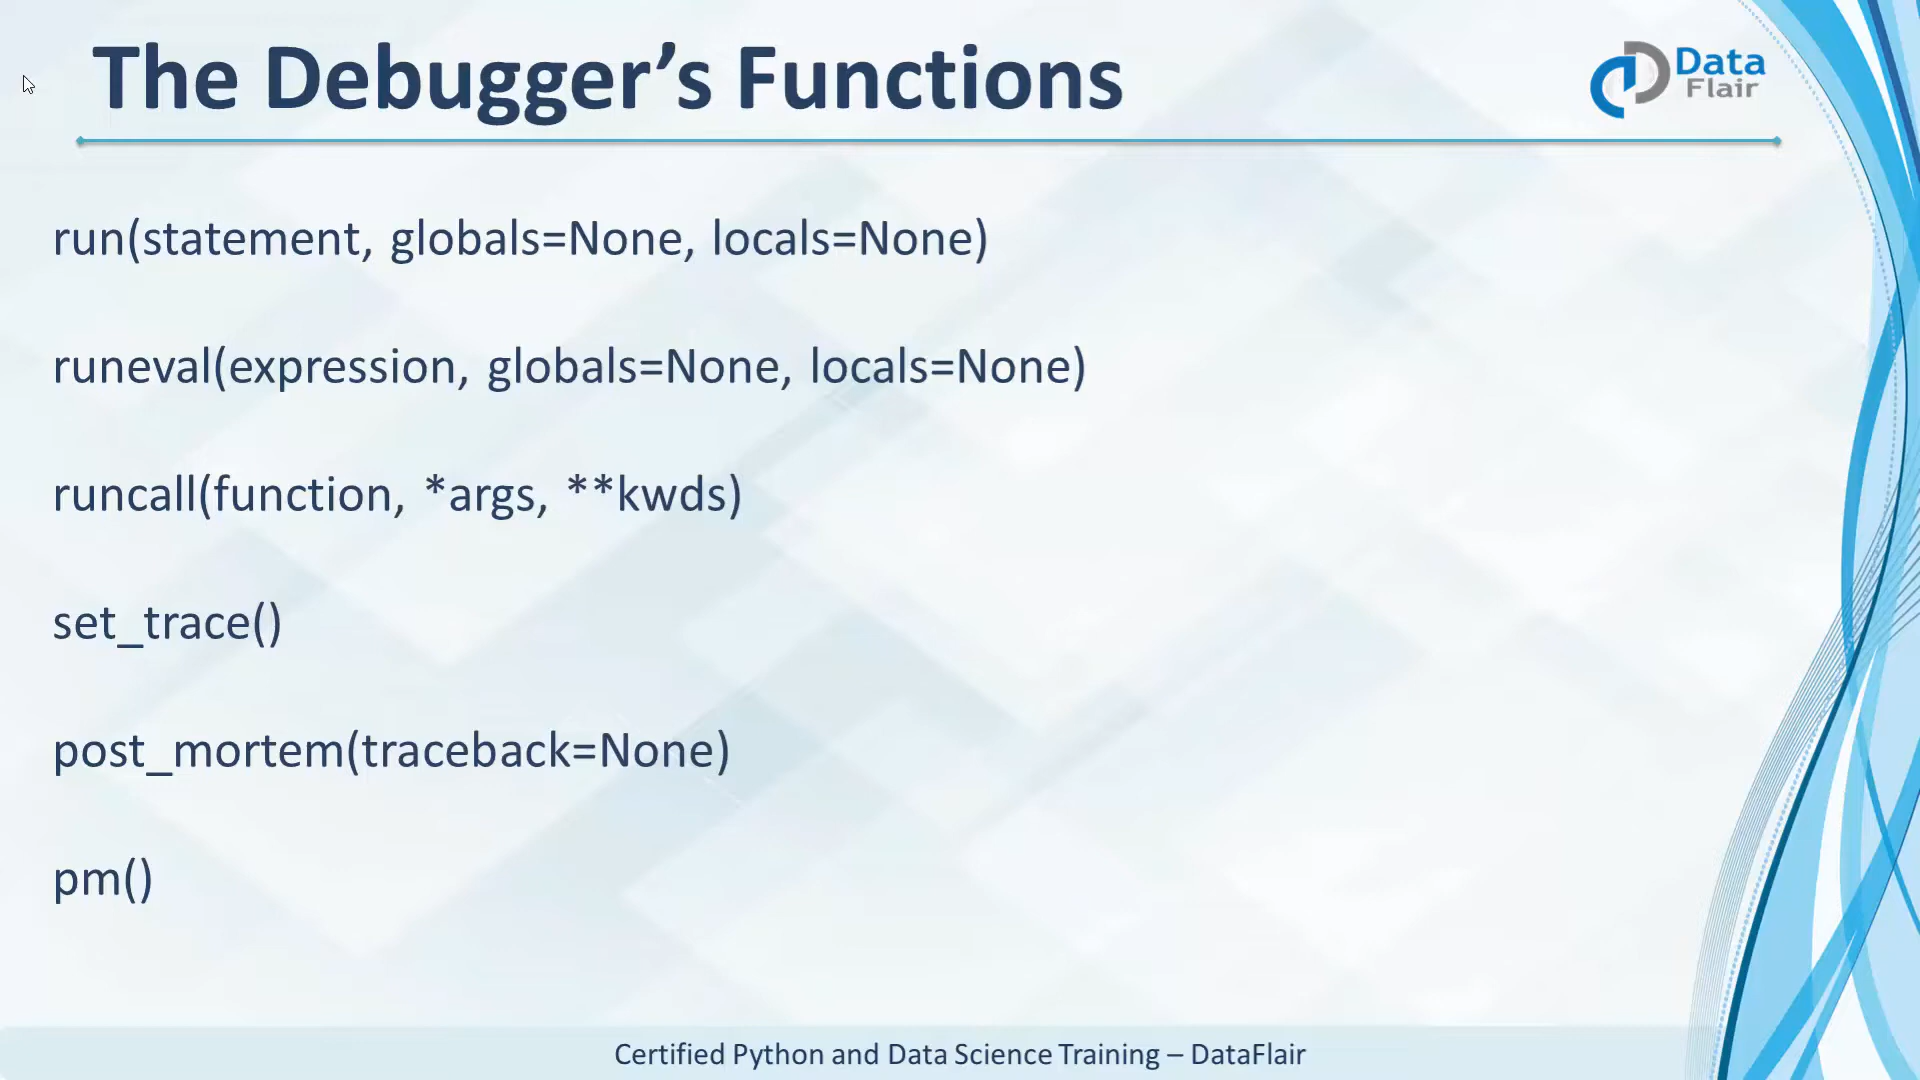 The Debugger’s Functions
Data
Flair
run(statement, globals=None, locals=None)
runeval(expression, globals=None, locals=None)
runcall(function, *args, **kwds)
set_trace()
post_mortem(traceback=None)
pm()
Certified Python and Data Science Training – DataFlair